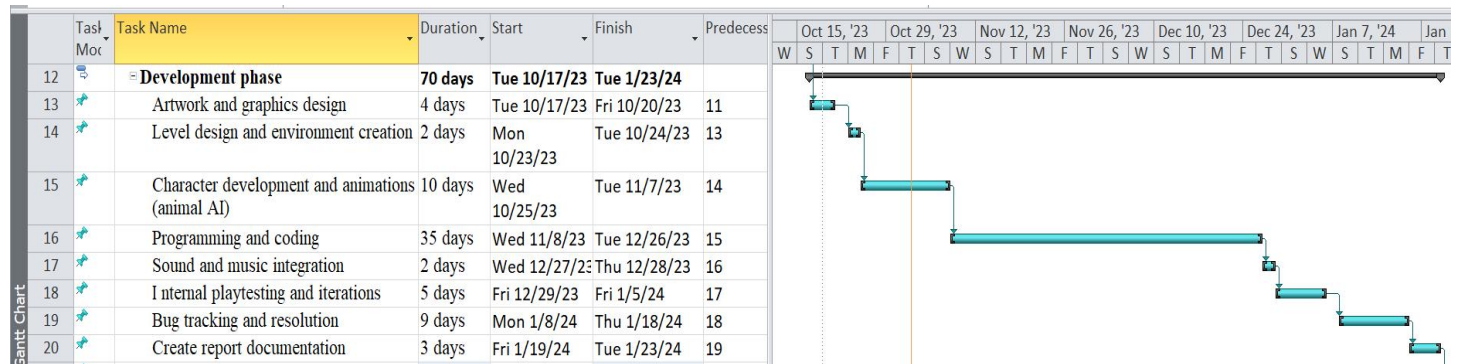 Task Task Name Duration Start Finish Predecess Oct 15, '23 Oct 29, '23 Nov 12, '23 Nov 26, '23 Dec 10, '23 Dec 24, '23 Jan 7, '24 Jan
Mod W S T M F T S W S T M F T S W S T M F T S W S T M F T
12 Development phase 70 days Tue 10/17/23 Tue 1/23/24
13 Artwork and graphics design 4 days Tue 10/17/23 Fri 10/20/23 11
14 Level design and environment creation 2 days Mon Tue 10/24/23 13
10/23/23
15 Character development and animations 10 days Wed Tue 11/7/23 14
(animal AI) 10/25/23
16 Programming and coding 35 days Wed 11/8/23 Tue 12/26/23 15
17 Sound and music integration 2 days Wed 12/27/23 Thu 12/28/23 16
18 I nternal playtesting and iterations 5 days Fri 12/29/23 Fri 1/5/24 17
19 Bug tracking and resolution 9 days Mon 1/8/24 Thu 1/18/24 18
20 Create report documentation 3 days Fri 1/19/24 Tue 1/23/24 19
Gantt Chart